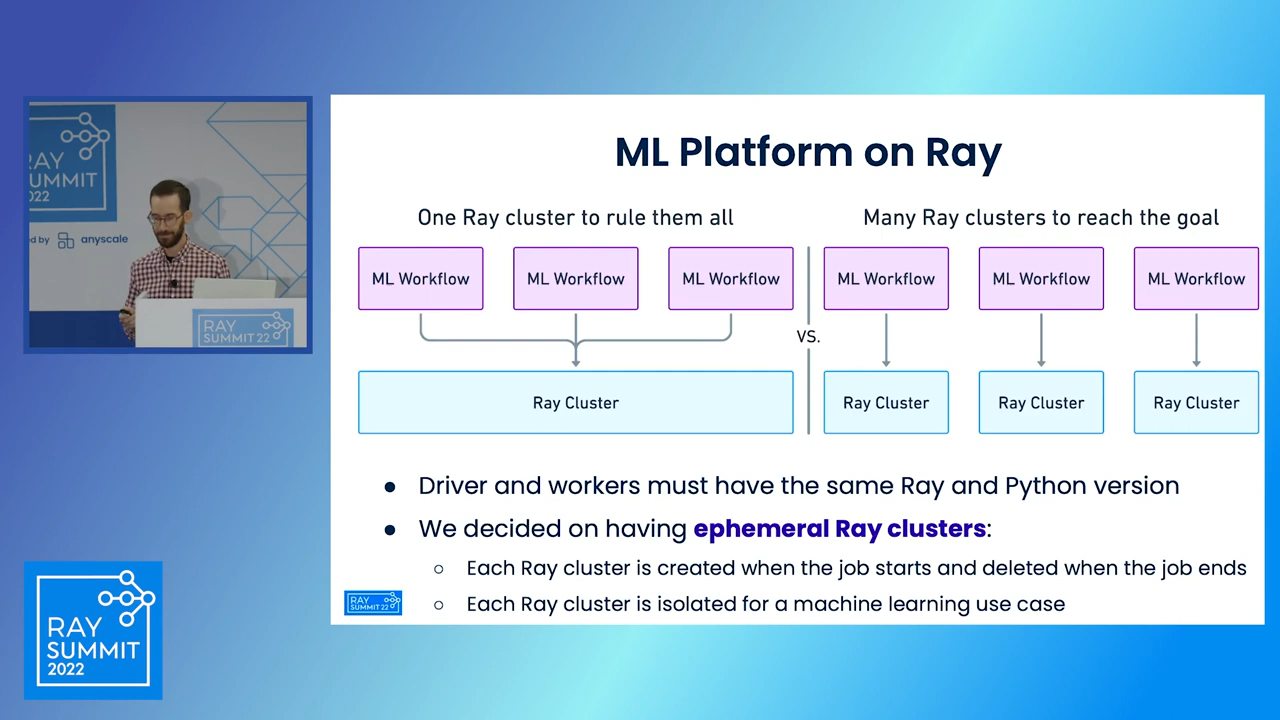 RAY
SUMMIT
2022
anyscale
RAY
SUMMIT 22
RAY
SUMMIT
2022
ML Platform on Ray
One Ray cluster to rule them all
Many Ray clusters to reach the goal
ML Workflow
ML Workflow
ML Workflow
ML Workflow
ML Workflow
ML Workflow
vs.
Ray Cluster
Ray Cluster
Ray Cluster
Ray Cluster
● Driver and workers must have the same Ray and Python version
● We decided on having ephemeral Ray clusters:
○ Each Ray cluster is created when the job starts and deleted when the job ends
○ Each Ray cluster is isolated for a machine learning use case
RAY
SUMMIT 22